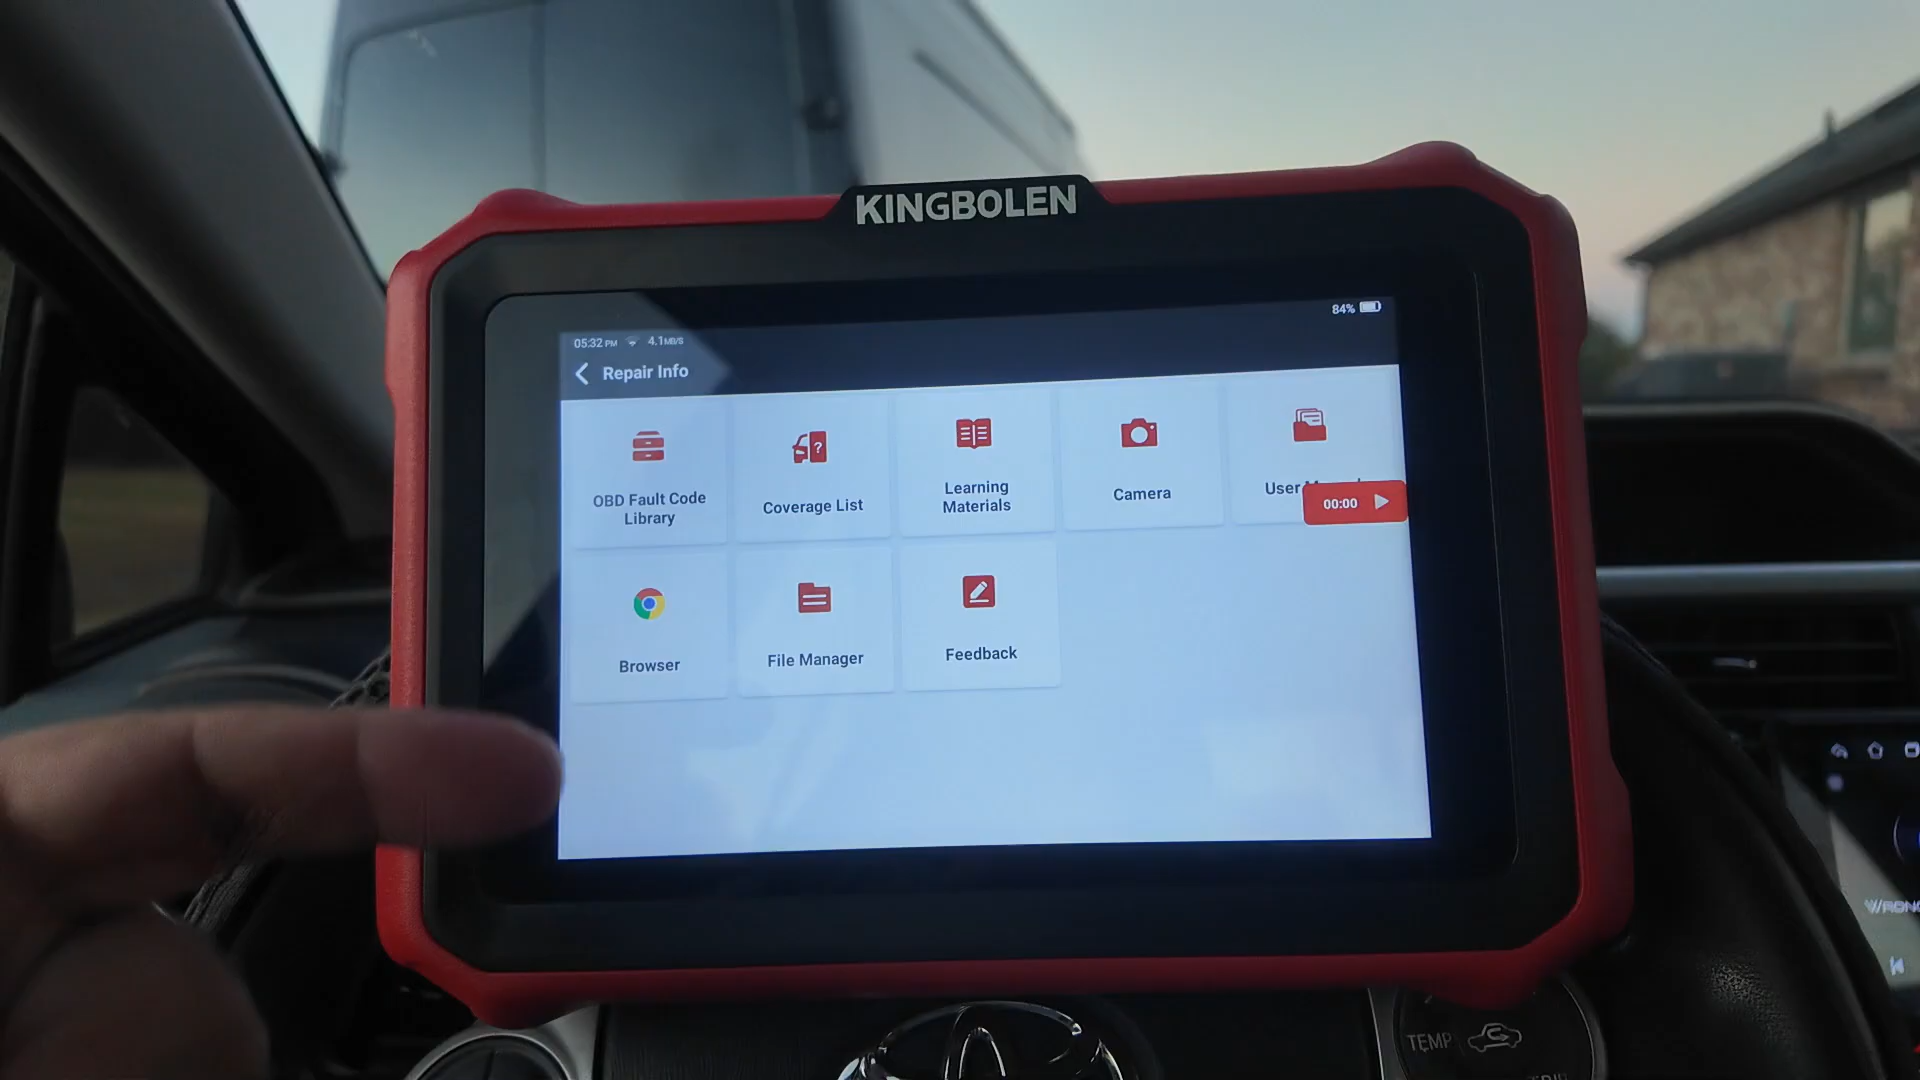 KINGBOLEN
84%
05:32 PM 4.1MB/S
Repair Info
OBD Fault Code
Library
Coverage List
Learning
Materials
Camera
User
00:00
Browser
File Manager
Feedback
TEMP